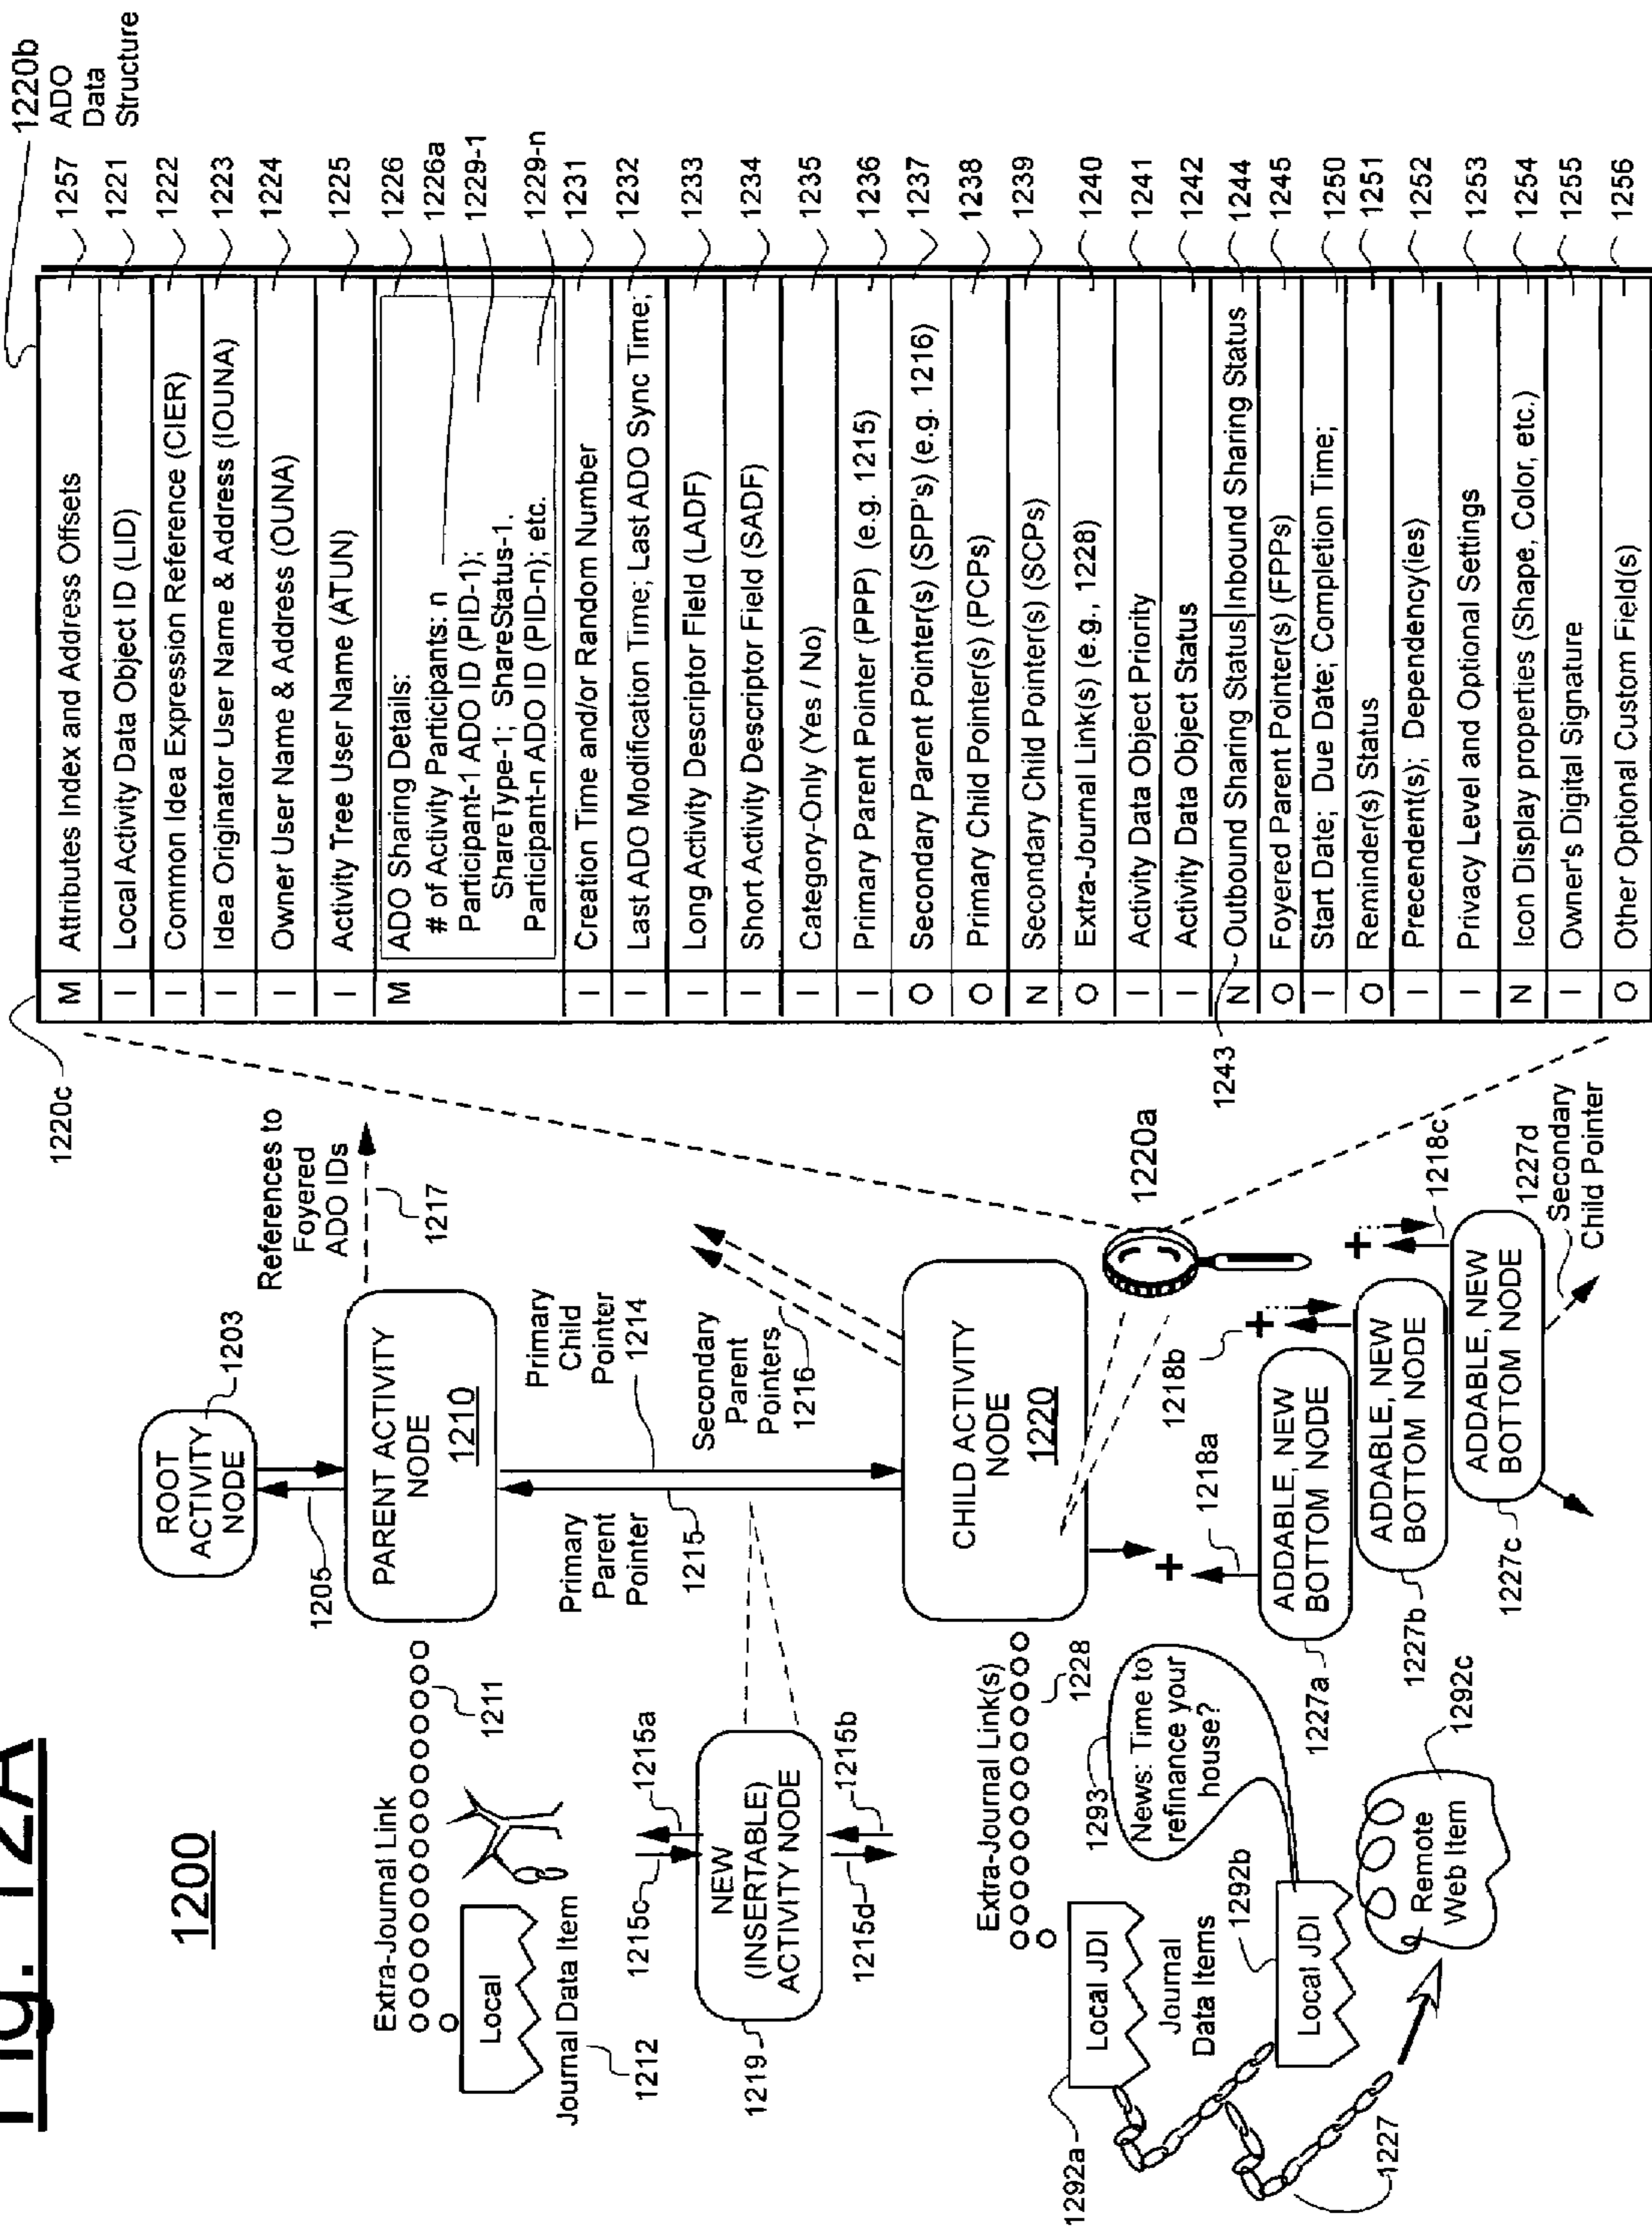 Fig. 12A
1200
ROOT
ACTIVITY
NODE
1203
1205
References to
Foyered
ADO IDs
1217
PARENT ACTIVITY
NODE
1210
Extra-Journal Link
1211
Local
Journal Data Item
1212
Primary
Child
Pointer
1214
Primary
Parent
Pointer
1215
Secondary
Parent
Pointers
1216
1215c
1215a
NEW
(INSERTABLE)
ACTIVITY NODE
1219
1215d
1215b
CHILD ACTIVITY
NODE
1220
1220a
Extra-Journal Link(s)
1228
1293
News: Time to
refinance your
house?
Local JDI
1292a
Journal
Data Items
1292b
Local JDI
Remote
Web Item
1292c
1227
1218a
ADDABLE, NEW
BOTTOM NODE
1227a
1218b
ADDABLE, NEW
BOTTOM NODE
1227b
1218c
ADDABLE, NEW
BOTTOM NODE
1227c
1227d
Secondary
Child Pointer
1220c
1220b
ADO
Data
Structure
M Attributes Index and Address Offsets 1257
I Local Activity Data Object ID (LID) 1221
I Common Idea Expression Reference (CIER) 1222
I Idea Originator User Name & Address (IOUNA) 1223
I Owner User Name & Address (OUNA) 1224
I Activity Tree User Name (ATUN) 1225
M ADO Sharing Details: 1226
# of Activity Participants: n 1226a
Participant-1 ADO ID (PID-1); 1229-1
ShareType-1; ShareStatus-1.
Participant-n ADO ID (PID-n); etc. 1229-n
I Creation Time and/or Random Number 1231
I Last ADO Modification Time; Last ADO Sync Time; 1232
I Long Activity Descriptor Field (LADF) 1233
I Short Activity Descriptor Field (SADF) 1234
I Category-Only (Yes / No) 1235
I Primary Parent Pointer (PPP) (e.g. 1215) 1236
O Secondary Parent Pointer(s) (SPP's) (e.g. 1216) 1237
O Primary Child Pointer(s) (PCPs) 1238
N Secondary Child Pointer(s) (SCPs) 1239
O Extra-Journal Link(s) (e.g., 1228) 1240
I Activity Data Object Priority 1241
I Activity Data Object Status 1242
1243 N Outbound Sharing Status Inbound Sharing Status 1244
O Foyered Parent Pointer(s) (FPPs) 1245
I Start Date; Due Date; Completion Time; 1250
O Reminder(s) Status 1251
I Precendent(s); Dependency(ies) 1252
I Privacy Level and Optional Settings 1253
N Icon Display properties (Shape, Color, etc.) 1254
I Owner's Digital Signature 1255
O Other Optional Custom Field(s) 1256